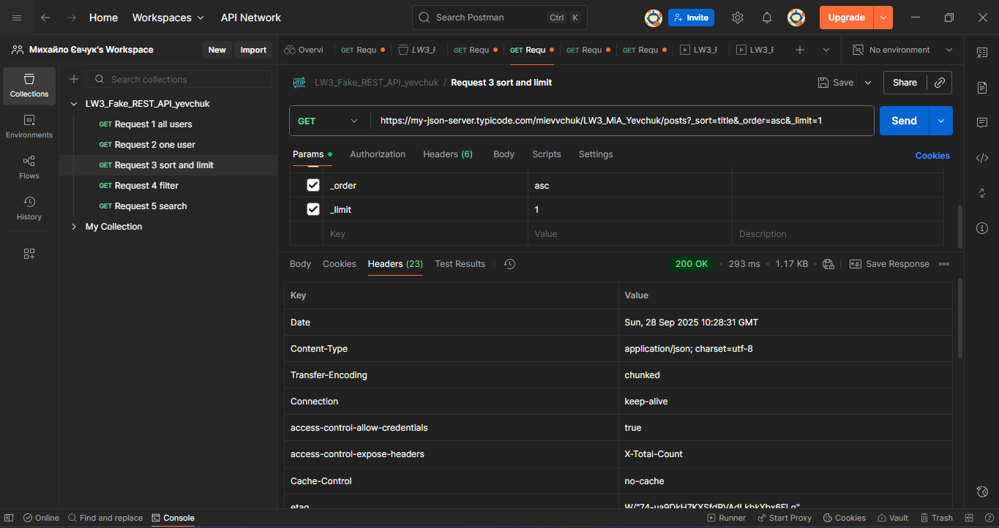 Home Workspaces API Network Search Postman Ctrl K Invite Upgrade
Михайло Євчук's Workspace New Import Overvi GET Requ LW3_F GET Requ GET Requ GET Requ GET Requ LW3_F LW3_F No environment
Collections
Environments
Flows
History
Search collections
LW3_Fake_REST_API_yevchuk
GET Request 1 all users
GET Request 2 one user
GET Request 3 sort and limit
GET Request 4 filter
GET Request 5 search
My Collection
HTTP LW3_Fake_REST_API_yevchuk / Request 3 sort and limit Save Share
GET https://my-json-server.typicode.com/mievvchuk/LW3_MiA_Yevchuk/posts?_sort=title&_order=asc&_limit=1 Send
Params Authorization Headers (6) Body Scripts Settings Cookies
_order asc
_limit 1
Key Value Description
Body Cookies Headers (23) Test Results 200 OK 293 ms 1.17 KB e.g. Save Response
Key Value
Date Sun, 28 Sep 2025 10:28:31 GMT
Content-Type application/json; charset=utf-8
Transfer-Encoding chunked
Connection keep-alive
access-control-allow-credentials true
access-control-expose-headers X-Total-Count
Cache-Control no-cache
etag
Online Find and replace Console Runner Start Proxy Cookies Vault Trash